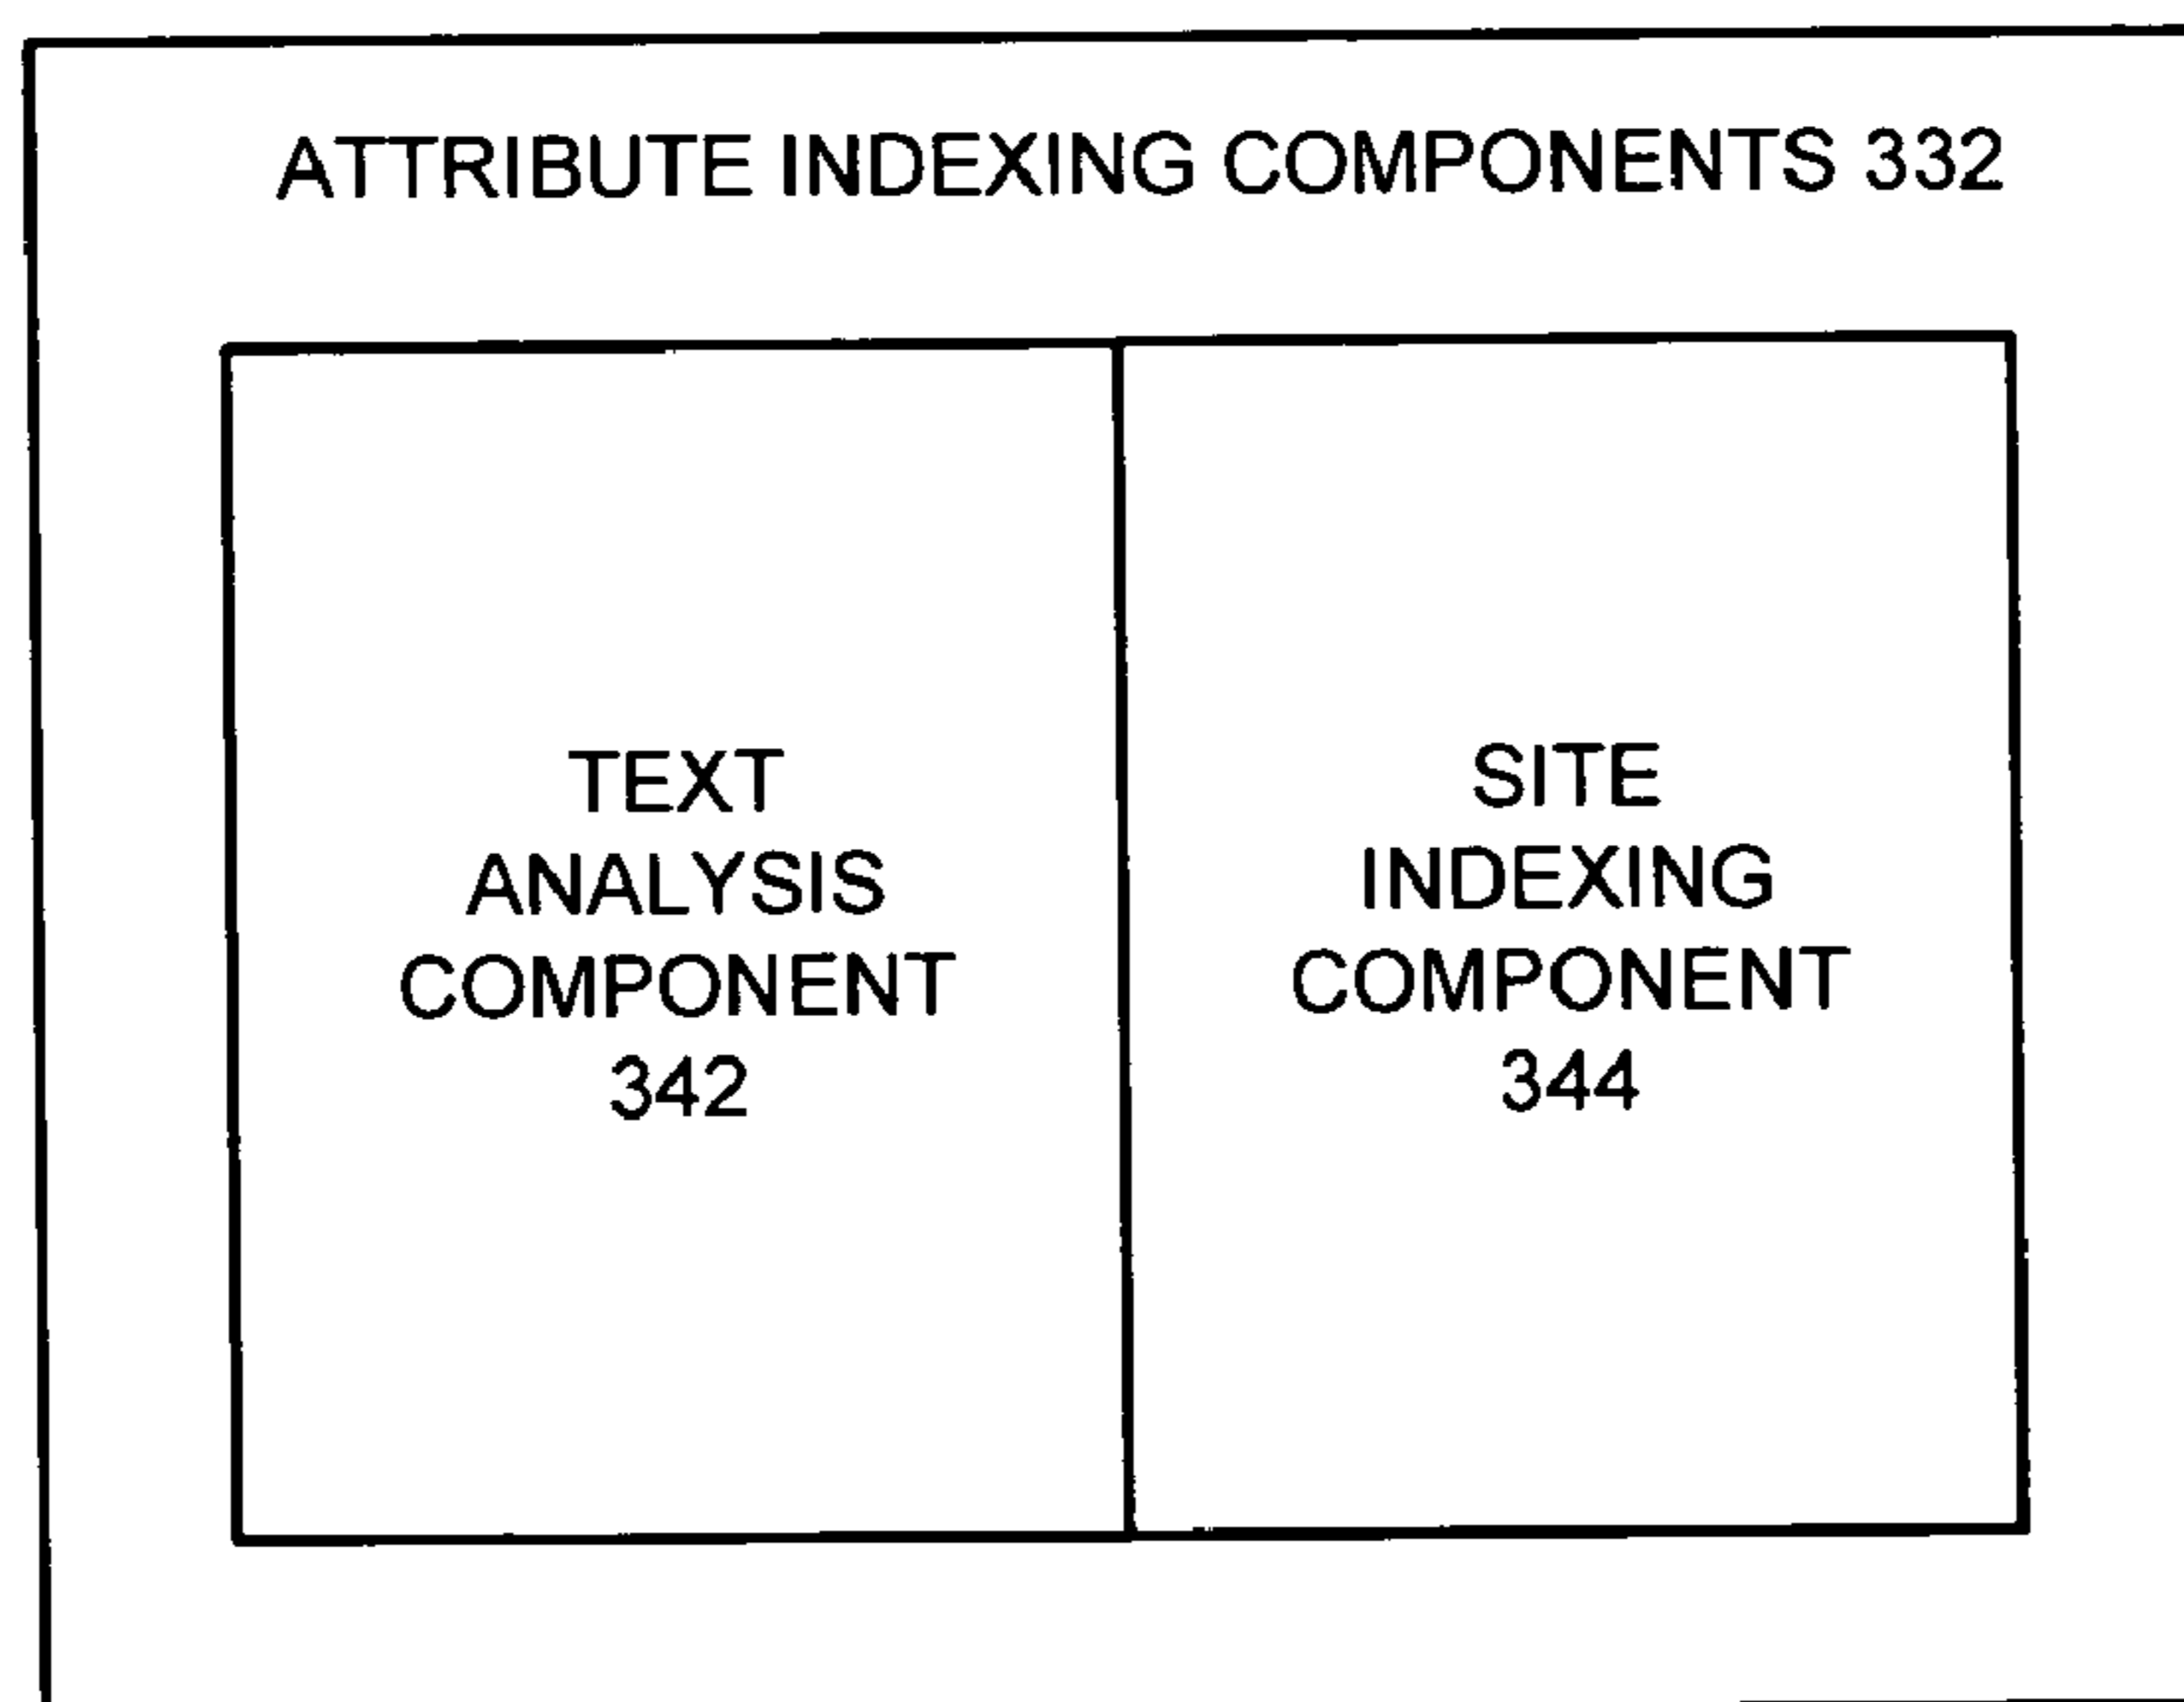 ATTRIBUTE INDEXING COMPONENTS 332
TEXT
ANALYSIS
COMPONENT
342
SITE
INDEXING
COMPONENT
344